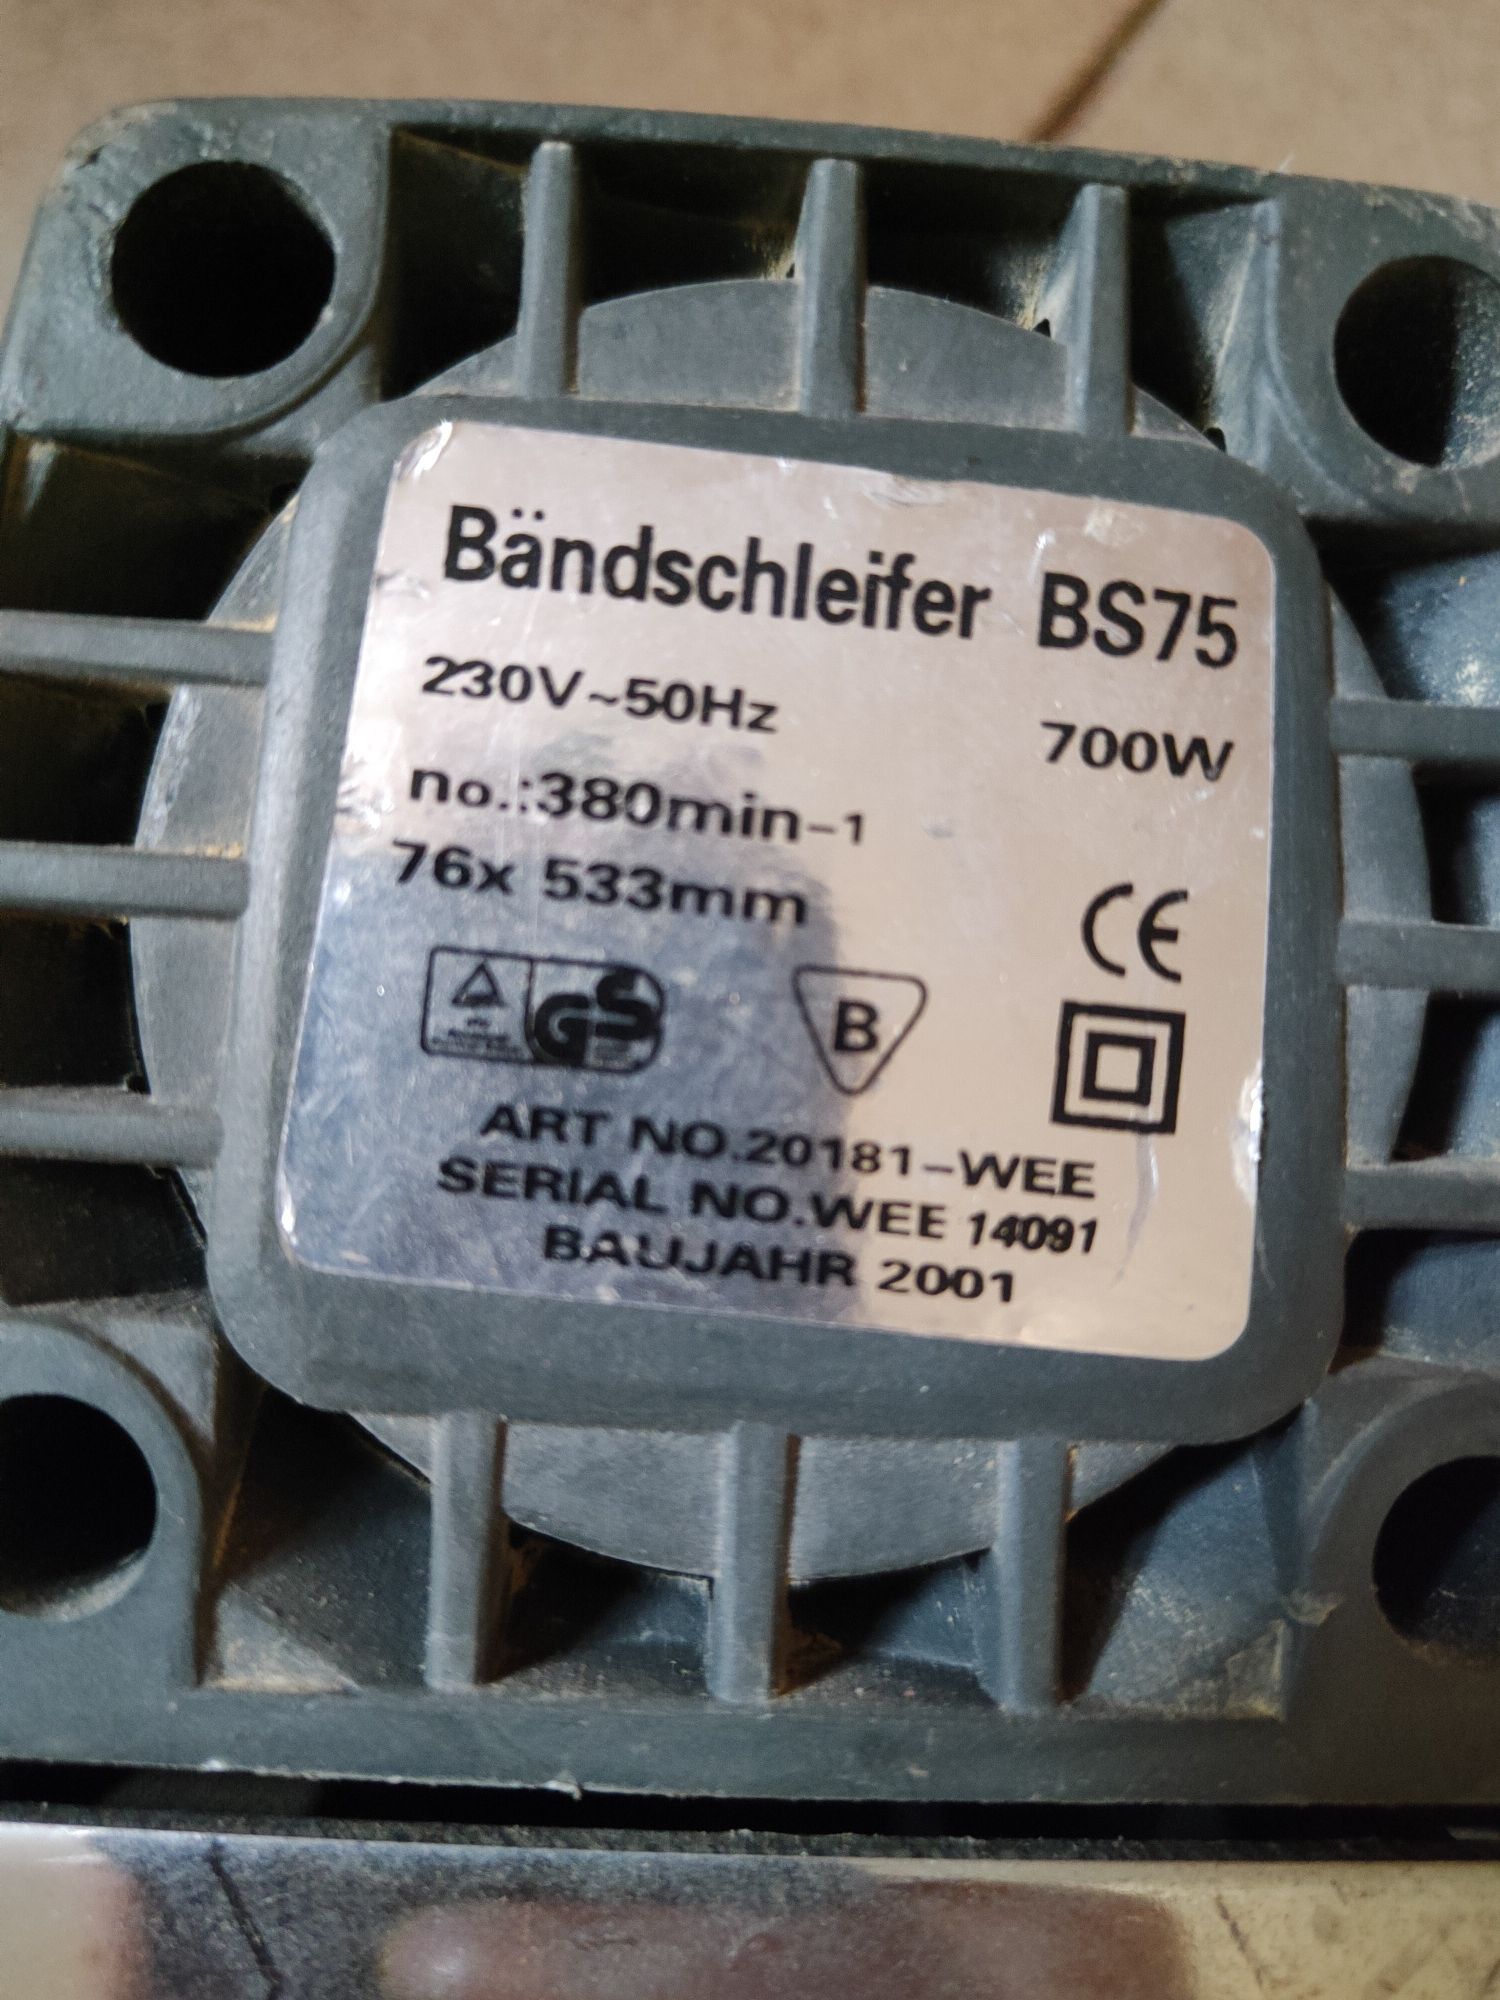 Bändschleifer BS75
230V~50Hz 700W
no.:380min-1
76x 533mm
CE
GS
B
ART NO.20181-WEE
SERIAL NO.WEE 14091
BAUJAHR 2001